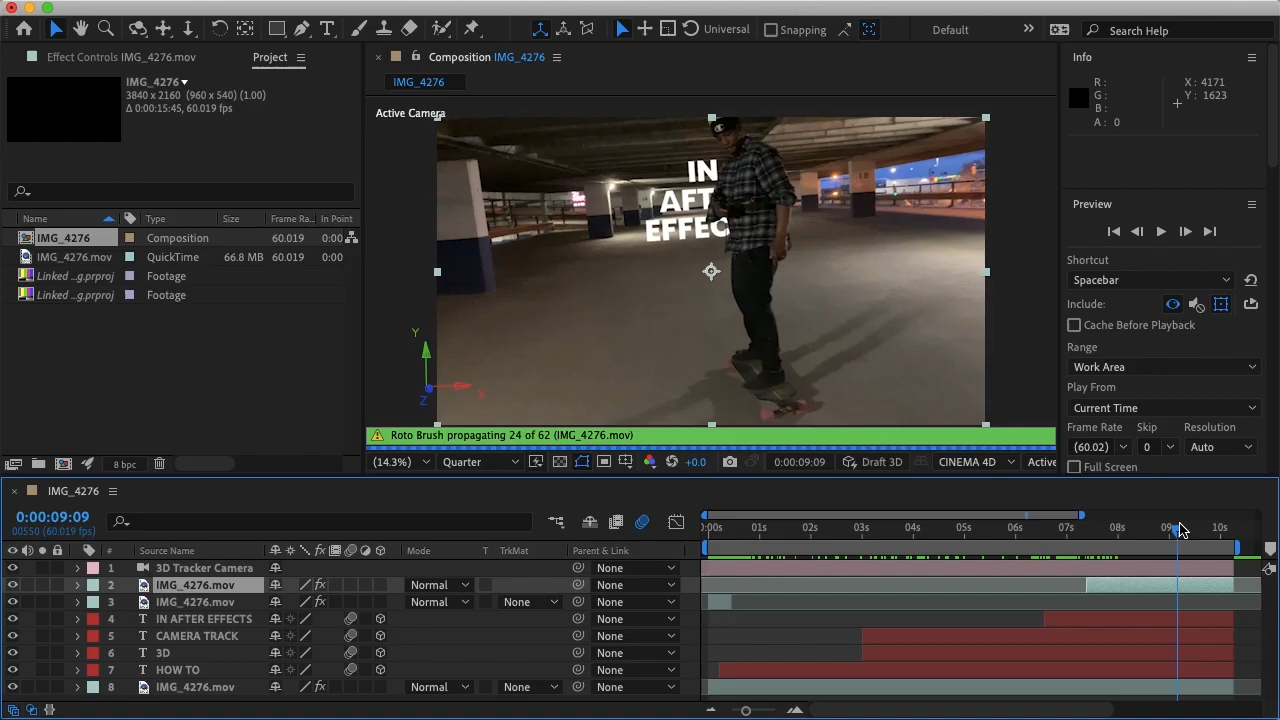 Effect Controls IMG_4276.mov
Project
IMG_4276
3840 x 2160 (960 x 540) (1.00)
Δ 0:00:15:45, 60.019 fps
Name Type Size Frame Ra... In Point
IMG_4276 Composition 60.019 0:00
IMG_4276.mov QuickTime 66.8 MB 60.019 0:00
Linked ..g.prproj Footage
Linked ..g.prproj Footage
8 bpc
Universal
Snapping
Default
Search Help
Composition IMG_4276
IMG_4276
Active Camera
IN
AFT
EFFEC
Y
X
Z
Roto Brush propagating 24 of 62 (IMG_4276.mov)
(14.3%) Quarter +0.0 0:00:09:09 Draft 3D CINEMA 4D Active
Info
R :
G :
B :
A : 0
X : 4171
Y : 1623
Preview
Shortcut
Spacebar
Include:
Cache Before Playback
Range
Work Area
Play From
Current Time
Frame Rate Skip Resolution
(60.02) 0 Auto
Full Screen
IMG_4276
0:00:09:09
00550 (60.019 fps)
:00s 01s 02s 03s 04s 05s 06s 07s 08s 09s 10s
# Source Name Mode T TrkMat Parent & Link
1 3D Tracker Camera None
2 IMG_4276.mov fx Normal None
3 IMG_4276.mov fx Normal None None
4 T IN AFTER EFFECTS None
5 T CAMERA TRACK None
6 T 3D None
7 T HOW TO None
8 IMG_4276.mov fx Normal None None